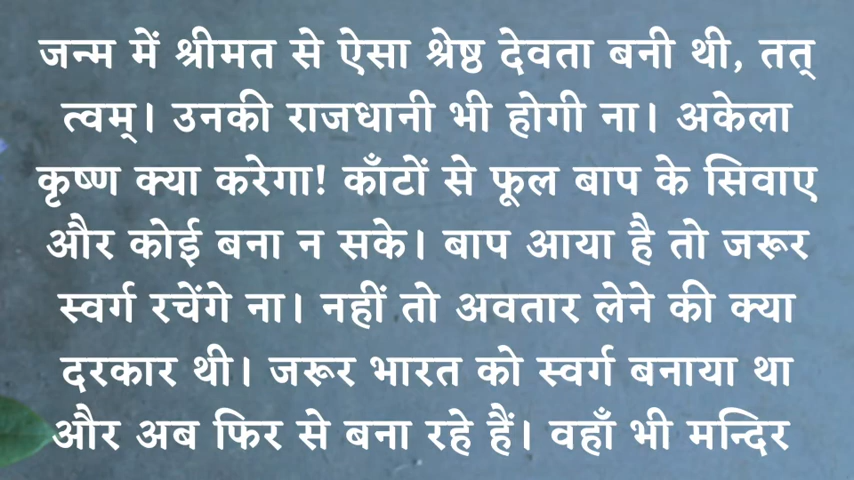 जन्म में श्रीमत से ऐसा श्रेष्ठ देवता बनी थी, तत्
त्वम्। उनकी राजधानी भी होगी ना। अकेला
कृष्ण क्या करेगा! काँटों से फूल बाप के सिवाए
और कोई बना न सके। बाप आया है तो जरूर
स्वर्ग रचेंगे ना। नहीं तो अवतार लेने की क्या
दरकार थी। जरूर भारत को स्वर्ग बनाया था
और अब फिर से बना रहे हैं। वहाँ भी मन्दिर